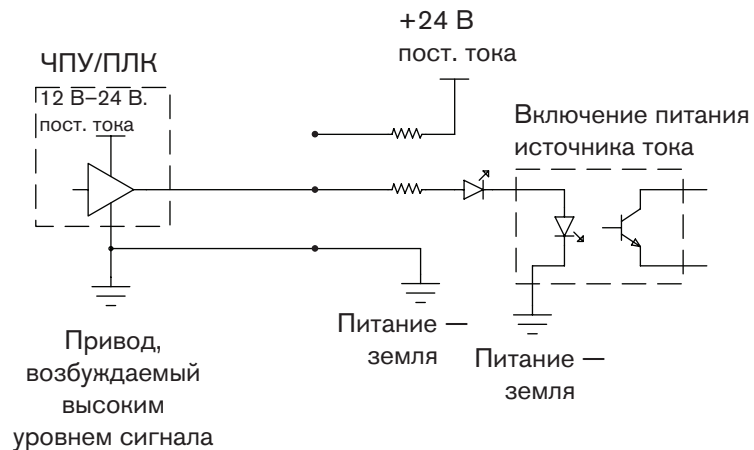 +24 В
пост. тока
ЧПУ/ПЛК
12 В–24 В.
пост. тока
Включение питания
источника тока
Питание —
земля
Питание —
земля
Привод,
возбуждаемый
высоким
уровнем сигнала